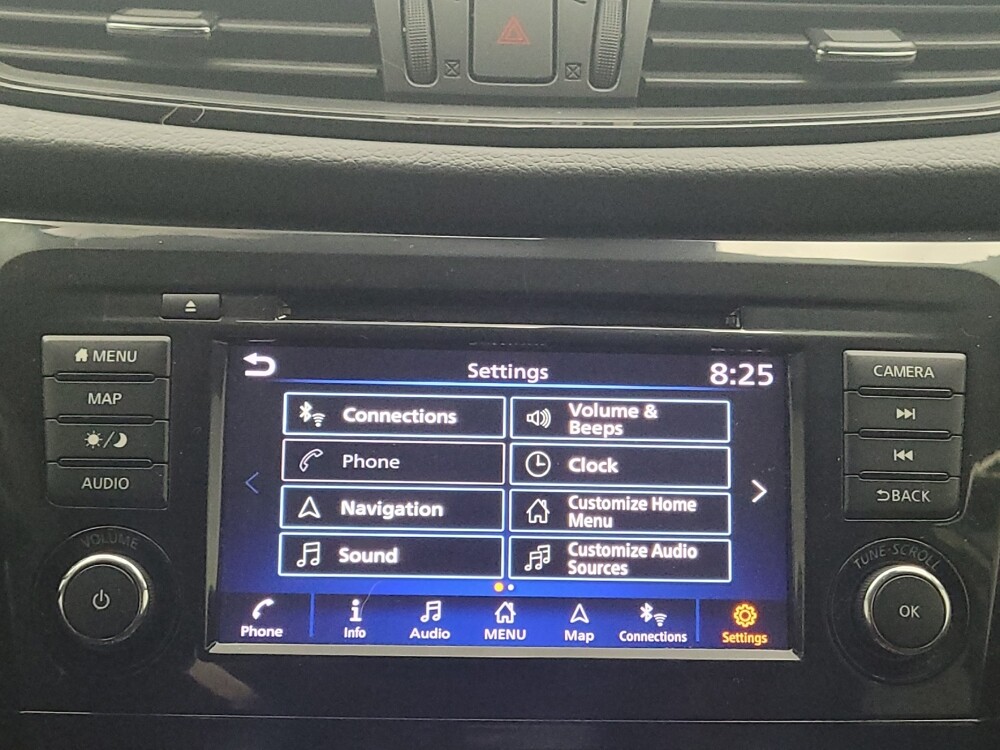 MENU
MAP
AUDIO
VOLUME
Settings
8:25
Connections
Volume &
Beeps
Phone
Clock
Navigation
Customize Home
Menu
Sound
Customize Audio
Sources
Phone
Info
Audio
MENU
Map
Connections
Settings
CAMERA
BACK
TUNE·SCROLL
OK